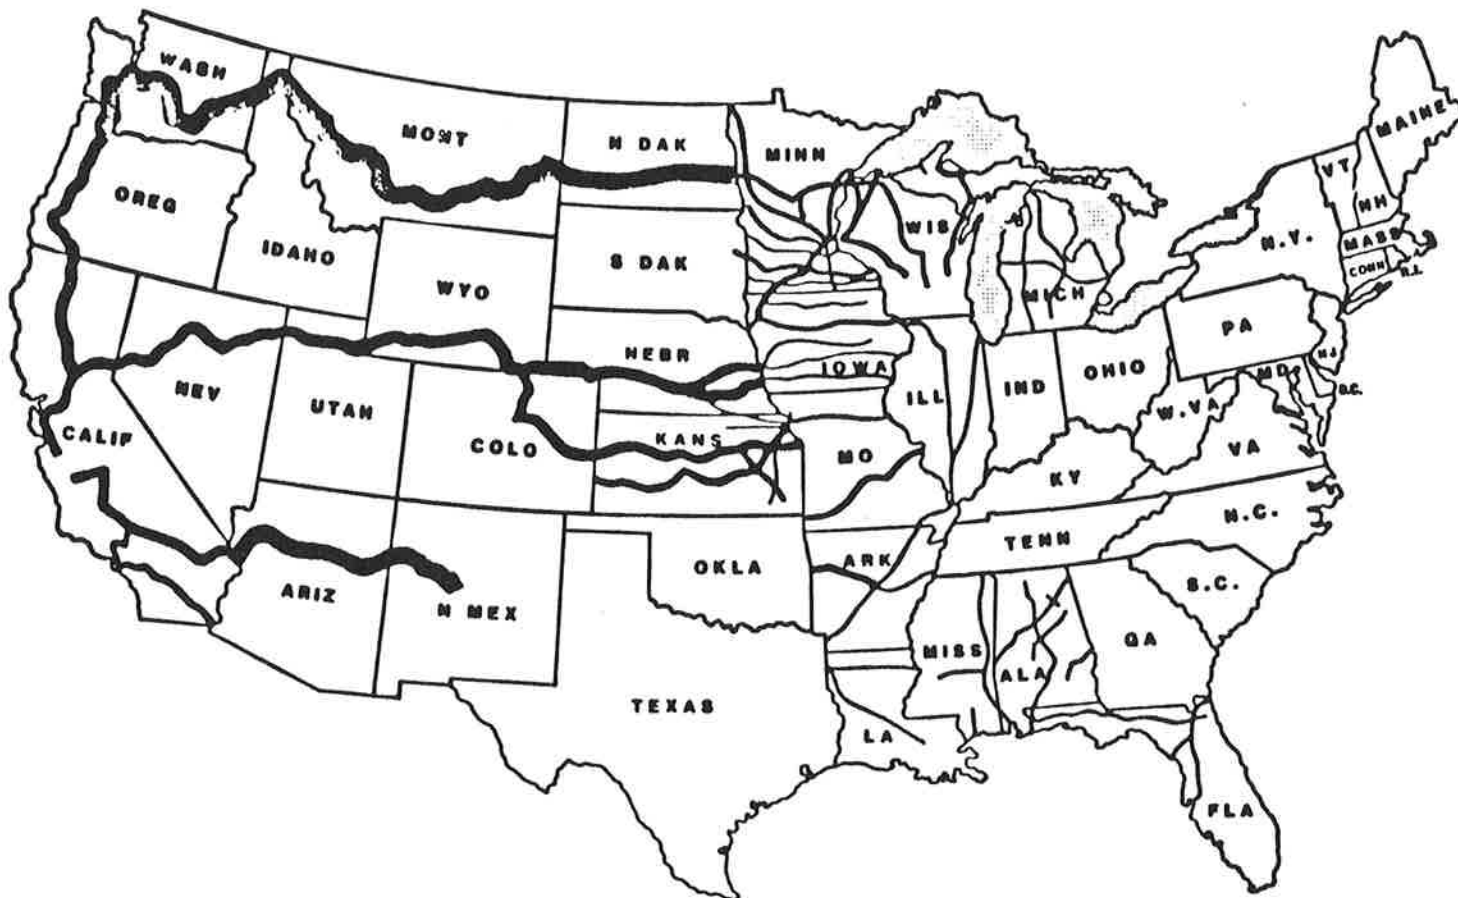 WASH
MONT
N DAK
MINN
MAINE
VT
NH
OREG
IDAHO
WIS
N.Y.
MASS
CONN
R.I.
S DAK
WYO
MICH
PA
NEBR
IOWA
N.J.
NEV
UTAH
ILL
IND
OHIO
MD.
D.C.
W.VA
CALIF
COLO
KANS
MO
VA
KY
N.C.
TENN
ARIZ
N MEX
OKLA
ARK
S.C.
MISS
ALA
GA
TEXAS
LA
FLA